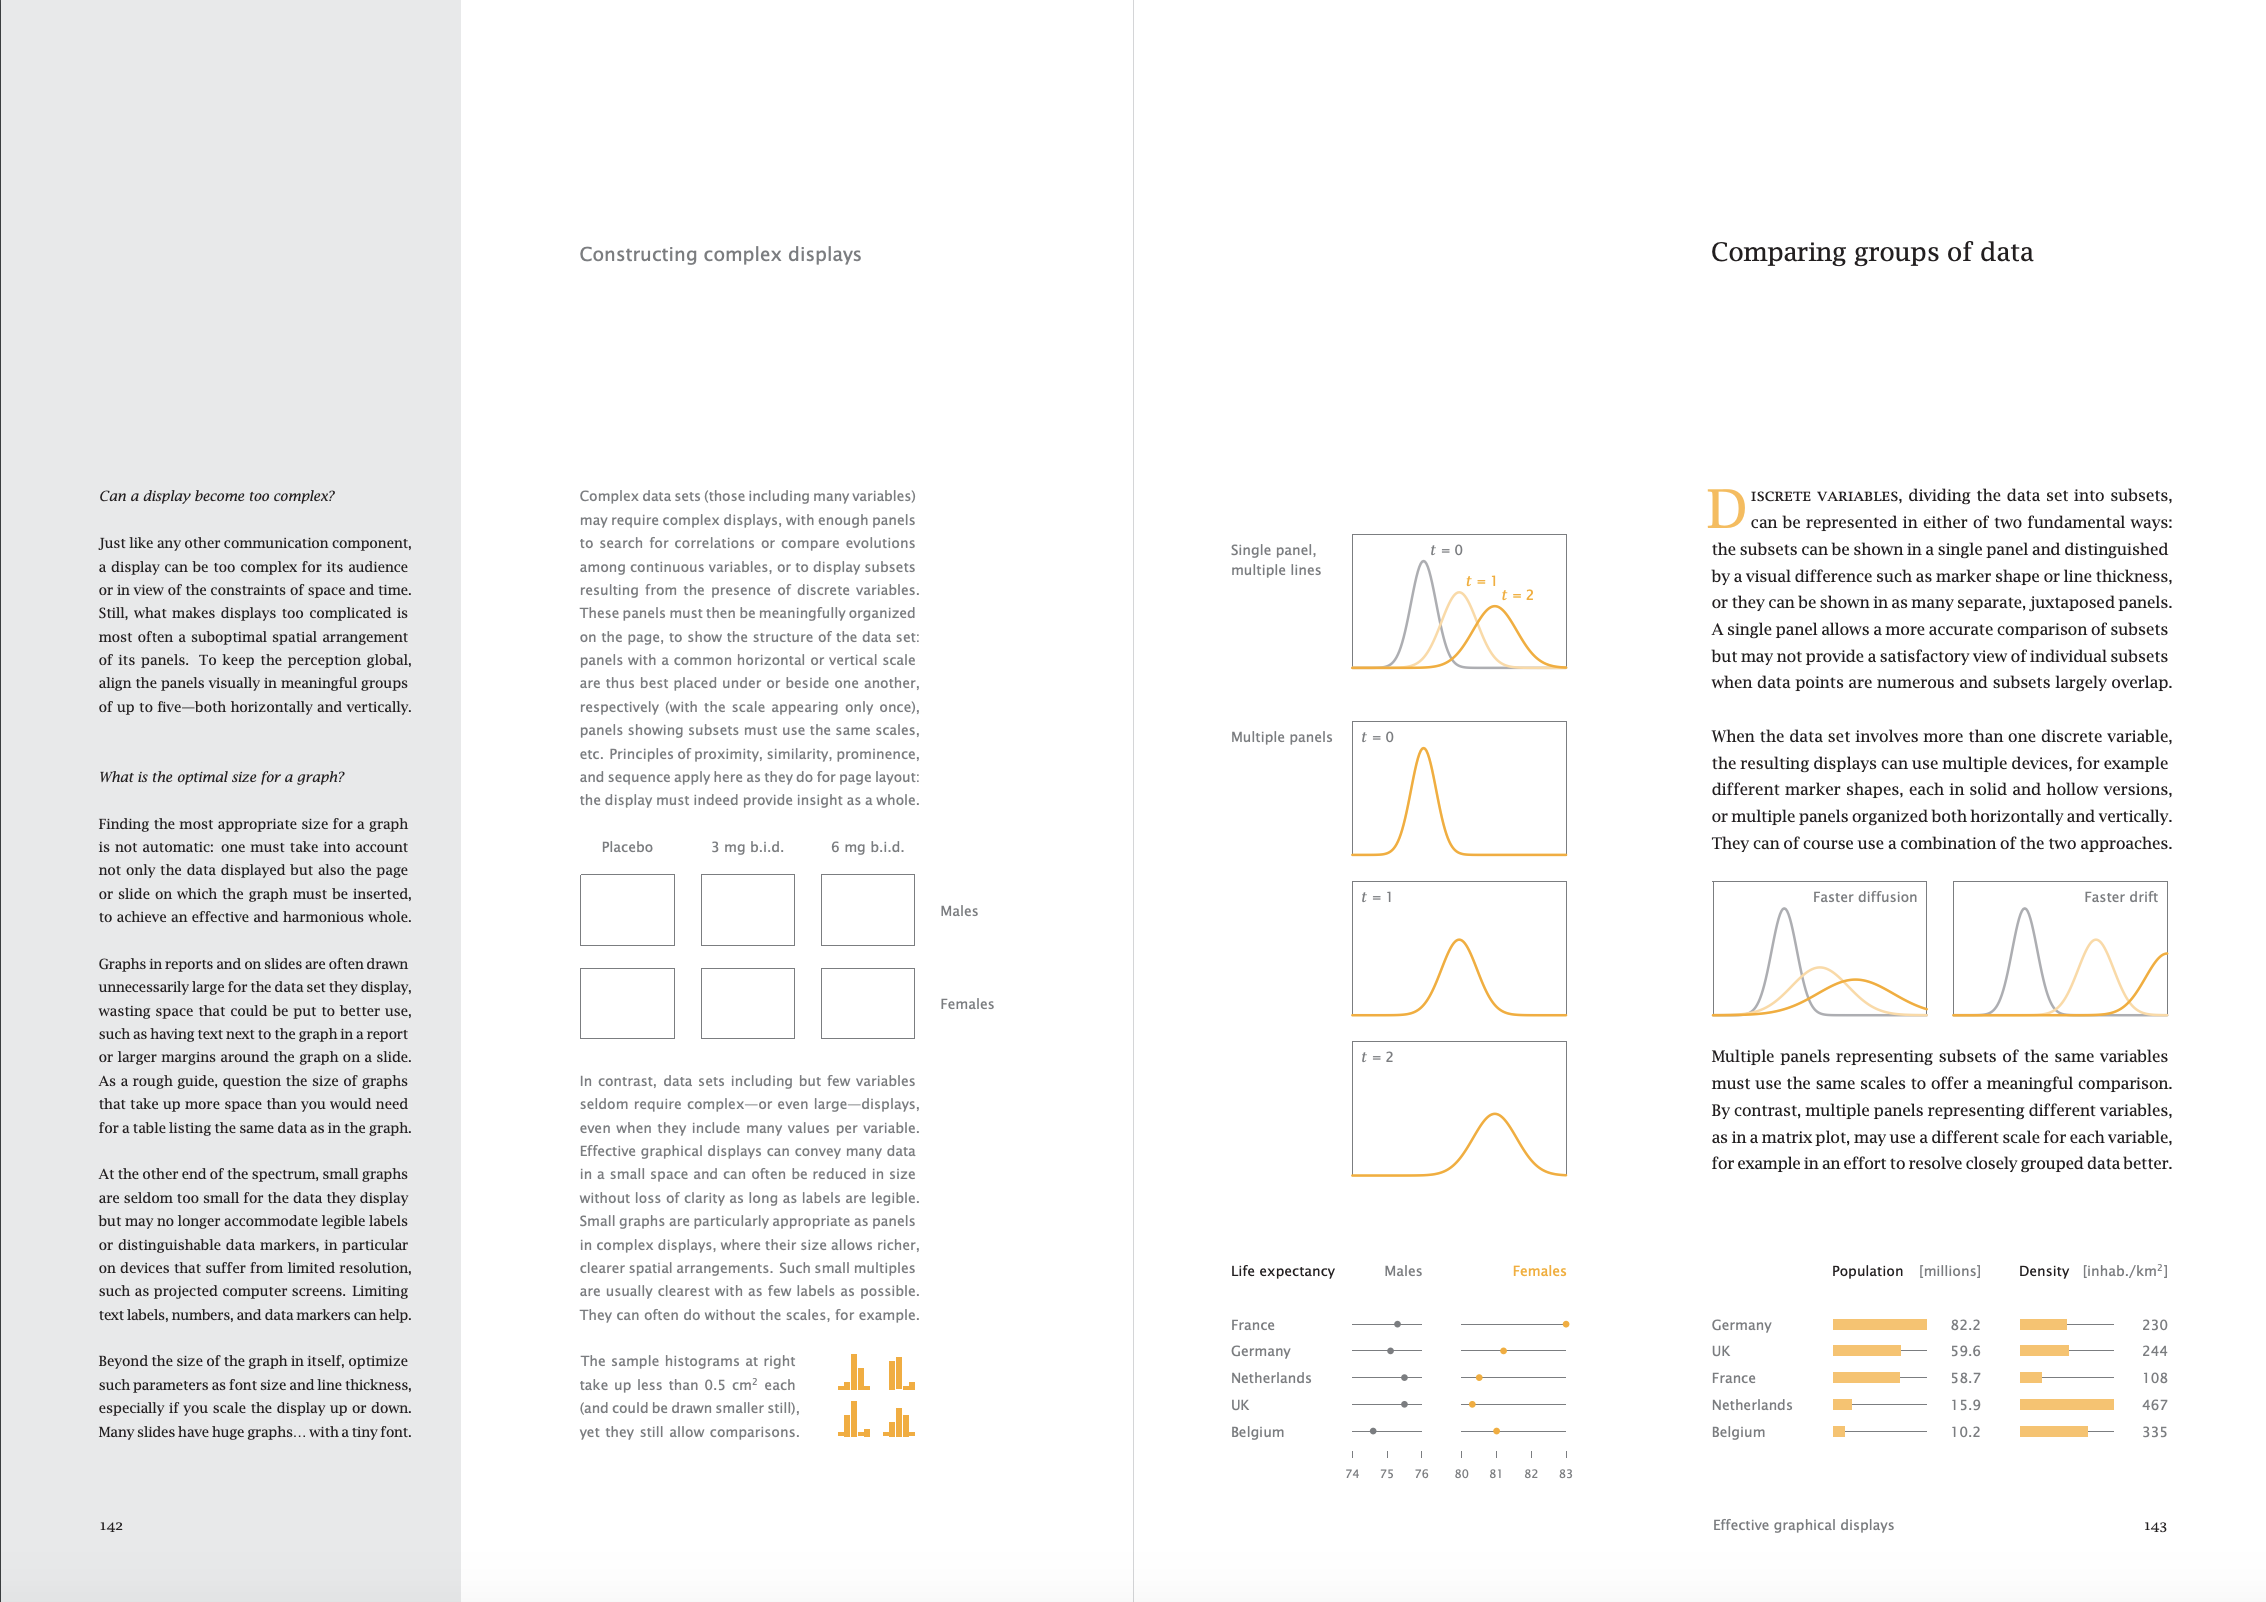 Can a display become too complex?
Just like any other communication component,
a display can be too complex for its audience
or in view of the constraints of space and time.
Still, what makes displays too complicated is
most often a suboptimal spatial arrangement
of its panels. To keep the perception global,
align the panels visually in meaningful groups
of up to five—both horizontally and vertically.
What is the optimal size for a graph?
Finding the most appropriate size for a graph
is not automatic: one must take into account
not only the data displayed but also the page
or slide on which the graph must be inserted,
to achieve an effective and harmonious whole.
Graphs in reports and on slides are often drawn
unnecessarily large for the data set they display,
wasting space that could be put to better use,
such as having text next to the graph in a report
or larger margins around the graph on a slide.
As a rough guide, question the size of graphs
that take up more space than you would need
for a table listing the same data as in the graph.
At the other end of the spectrum, small graphs
are seldom too small for the data they display
but may no longer accommodate legible labels
or distinguishable data markers, in particular
on devices that suffer from limited resolution,
such as projected computer screens. Limiting
text labels, numbers, and data markers can help.
Beyond the size of the graph in itself, optimize
such parameters as font size and line thickness,
especially if you scale the display up or down.
Many slides have huge graphs… with a tiny font.
142
Constructing complex displays
Complex data sets (those including many variables)
may require complex displays, with enough panels
to search for correlations or compare evolutions
among continuous variables, or to display subsets
resulting from the presence of discrete variables.
These panels must then be meaningfully organized
on the page, to show the structure of the data set:
panels with a common horizontal or vertical scale
are thus best placed under or beside one another,
respectively (with the scale appearing only once),
panels showing subsets must use the same scales,
etc. Principles of proximity, similarity, prominence,
and sequence apply here as they do for page layout:
the display must indeed provide insight as a whole.
Placebo 3 mg b.i.d. 6 mg b.i.d.
Males
Females
In contrast, data sets including but few variables
seldom require complex—or even large—displays,
even when they include many values per variable.
Effective graphical displays can convey many data
in a small space and can often be reduced in size
without loss of clarity as long as labels are legible.
Small graphs are particularly appropriate as panels
in complex displays, where their size allows richer,
clearer spatial arrangements. Such small multiples
are usually clearest with as few labels as possible.
They can often do without the scales, for example.
The sample histograms at right
take up less than 0.5 cm² each
(and could be drawn smaller still),
yet they still allow comparisons.
Single panel,
multiple lines
t = 0
t = 1
t = 2
Multiple panels
t = 0
t = 1
t = 2
Life expectancy Males Females
France
Germany
Netherlands
UK
Belgium
74 75 76 80 81 82 83
Comparing groups of data
DISCRETE VARIABLES, dividing the data set into subsets,
can be represented in either of two fundamental ways:
the subsets can be shown in a single panel and distinguished
by a visual difference such as marker shape or line thickness,
or they can be shown in as many separate, juxtaposed panels.
A single panel allows a more accurate comparison of subsets
but may not provide a satisfactory view of individual subsets
when data points are numerous and subsets largely overlap.
When the data set involves more than one discrete variable,
the resulting displays can use multiple devices, for example
different marker shapes, each in solid and hollow versions,
or multiple panels organized both horizontally and vertically.
They can of course use a combination of the two approaches.
Faster diffusion Faster drift
Multiple panels representing subsets of the same variables
must use the same scales to offer a meaningful comparison.
By contrast, multiple panels representing different variables,
as in a matrix plot, may use a different scale for each variable,
for example in an effort to resolve closely grouped data better.
Population [millions] Density [inhab./km²]
Germany 82.2 230
UK 59.6 244
France 58.7 108
Netherlands 15.9 467
Belgium 10.2 335
Effective graphical displays 143